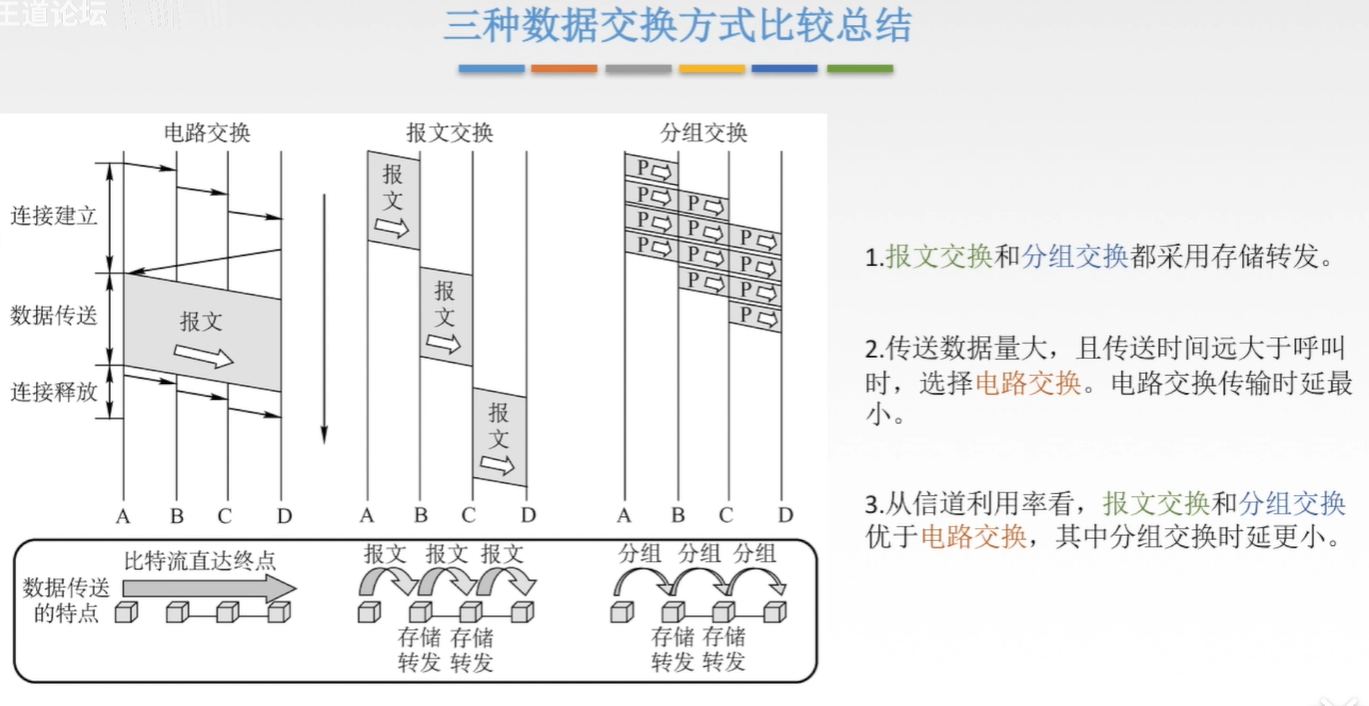 王道论坛
三种数据交换方式比较总结
电路交换
报文交换
分组交换
连接建立
数据传送
连接释放
报文
报
文
报
文
报
文
P
P
P
P
P
P
P
P
P
P
P
P
A B C D
A B C D
A B C D
数据传送
的特点
比特流直达终点
报文 报文 报文
存储 存储
转发 转发
分组 分组 分组
存储 存储
转发 转发
1.报文交换和分组交换都采用存储转发。
2.传送数据量大，且传送时间远大于呼叫
时，选择电路交换。电路交换传输时延最
小。
3.从信道利用率看，报文交换和分组交换
优于电路交换，其中分组交换时延更小。